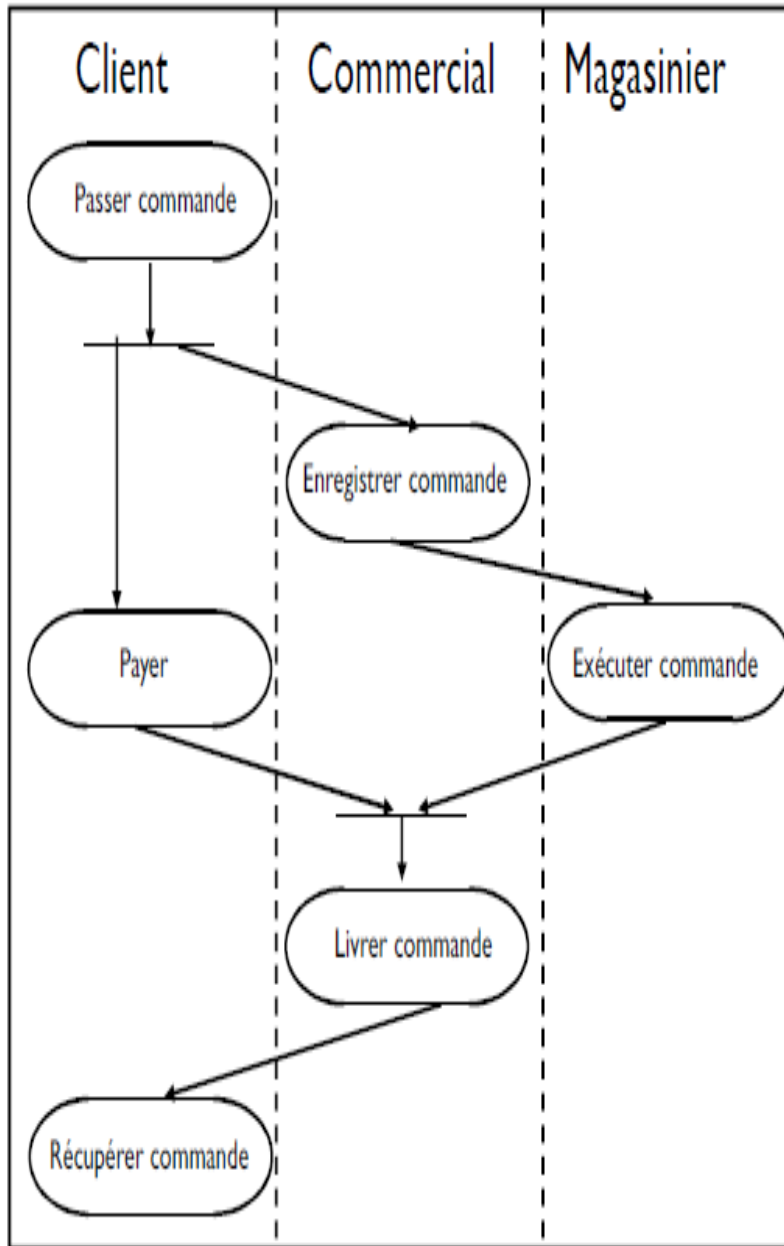 Client
Commercial
Magasinier
Passer commande
Enregistrer commande
Payer
Exécuter commande
Livrer commande
Récupérer commande